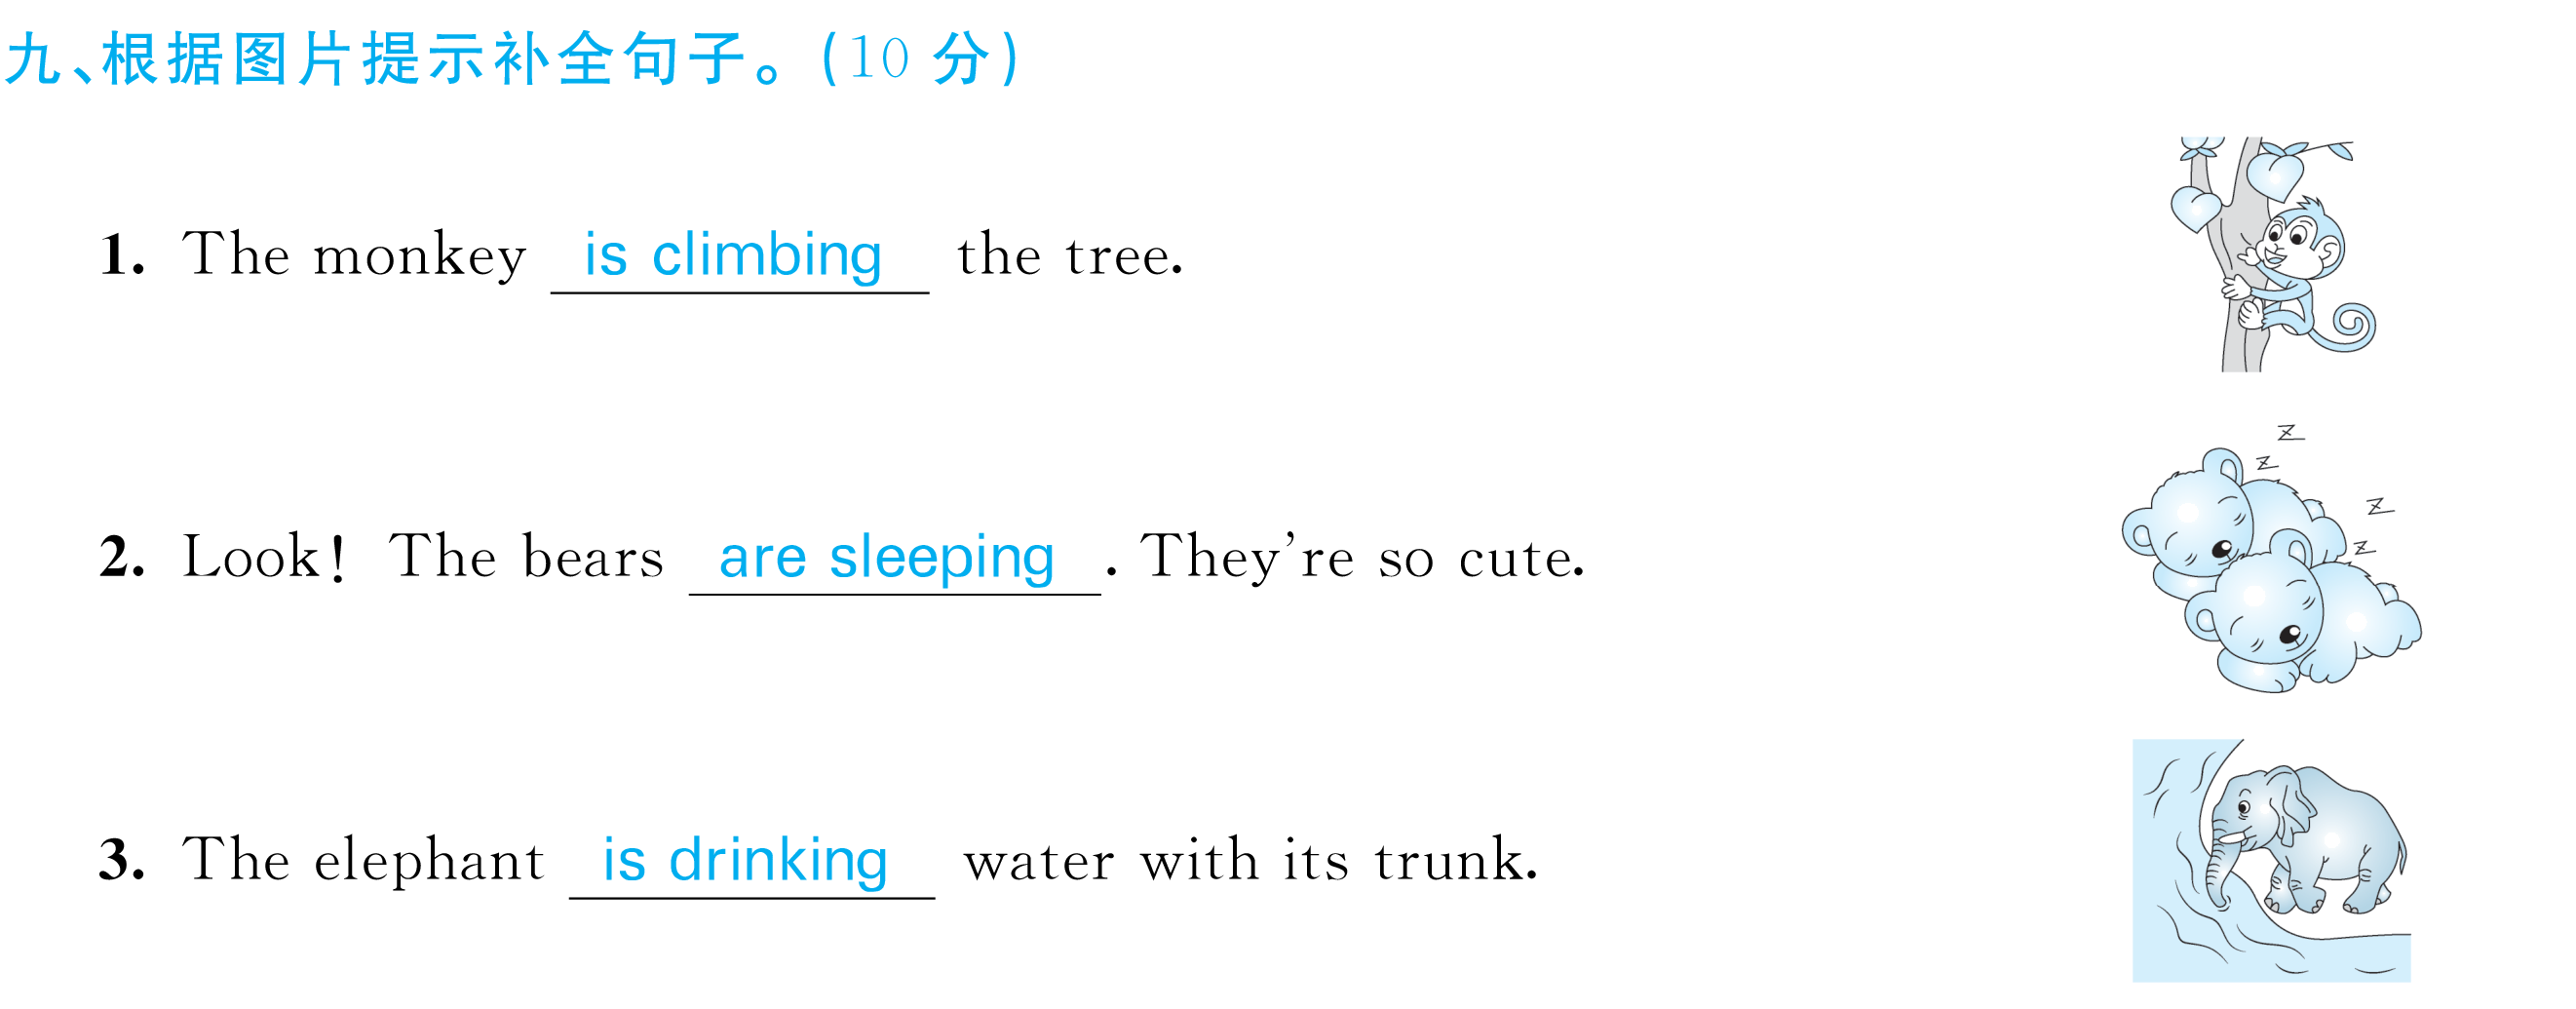 九、根据图片提示补全句子。(10 分)
1. The monkey is climbing the tree.
2. Look! The bears are sleeping. They're so cute.
3. The elephant is drinking water with its trunk.
z
z
z
z